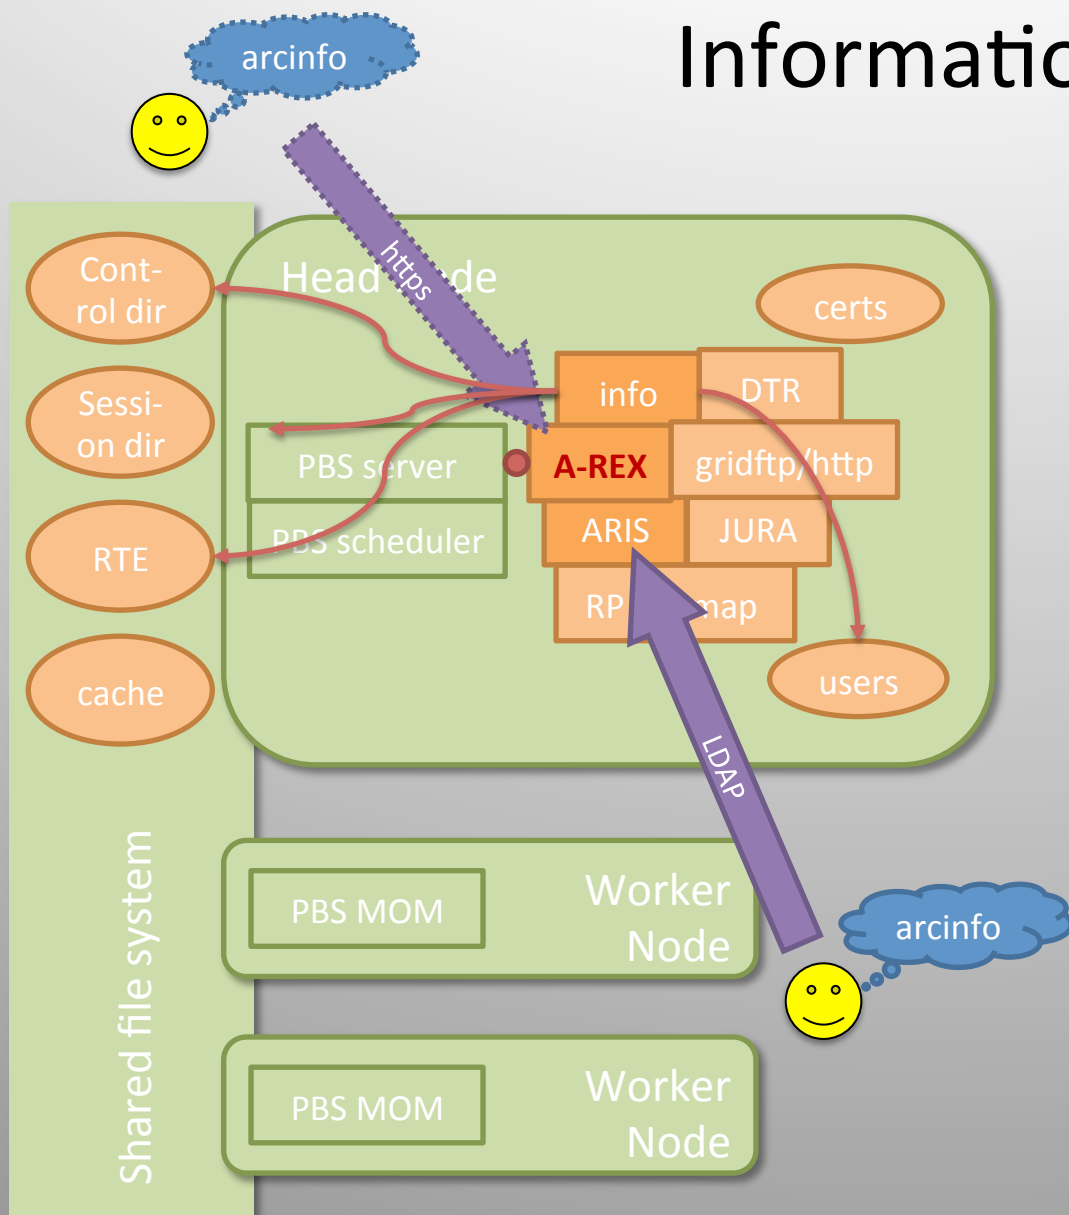 Informatio
arcinfo
https
Cont-
rol dir
Head de
certs
Sessi-
on dir
info
DTR
PBS server
A-REX
gridftp/http
RTE
PBS scheduler
ARIS
JURA
RP map
cache
users
LDAP
Shared file system
PBS MOM
Worker
Node
arcinfo
PBS MOM
Worker
Node